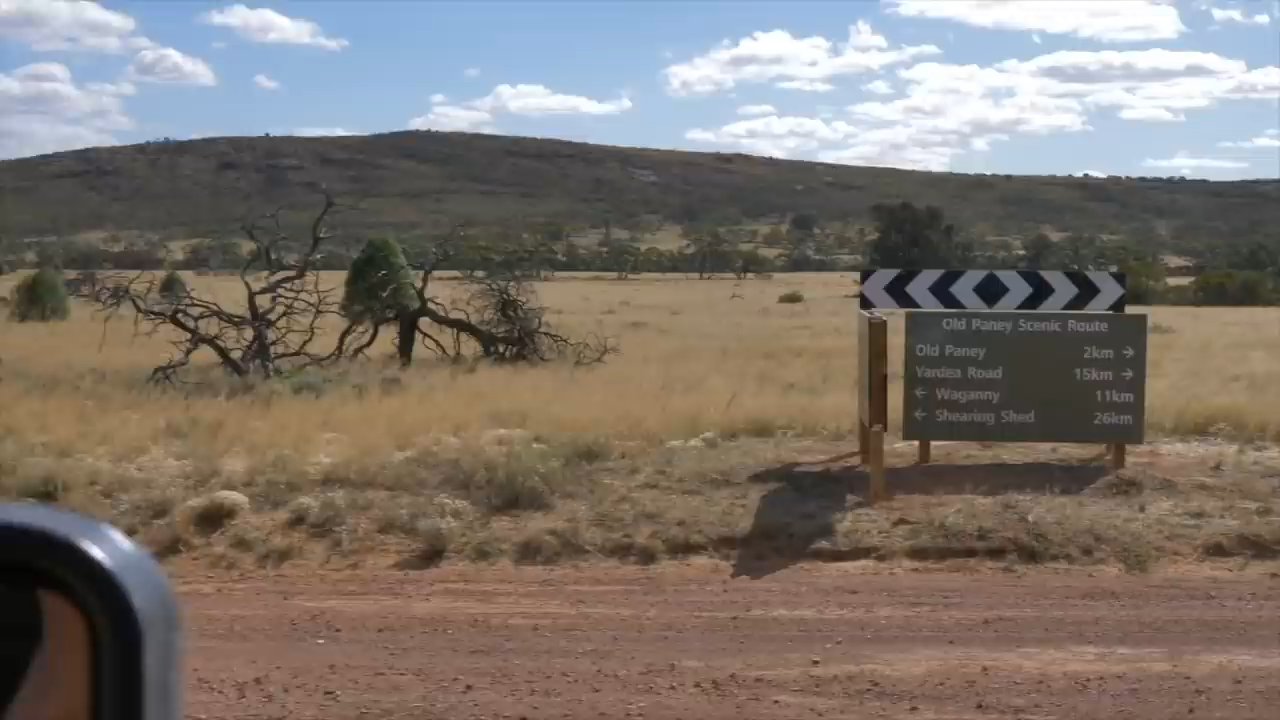 Old Paney Scenic Route
Old Paney 2km →
Yardea Road 15km →
← Waganny 11km
← Shearing Shed 26km